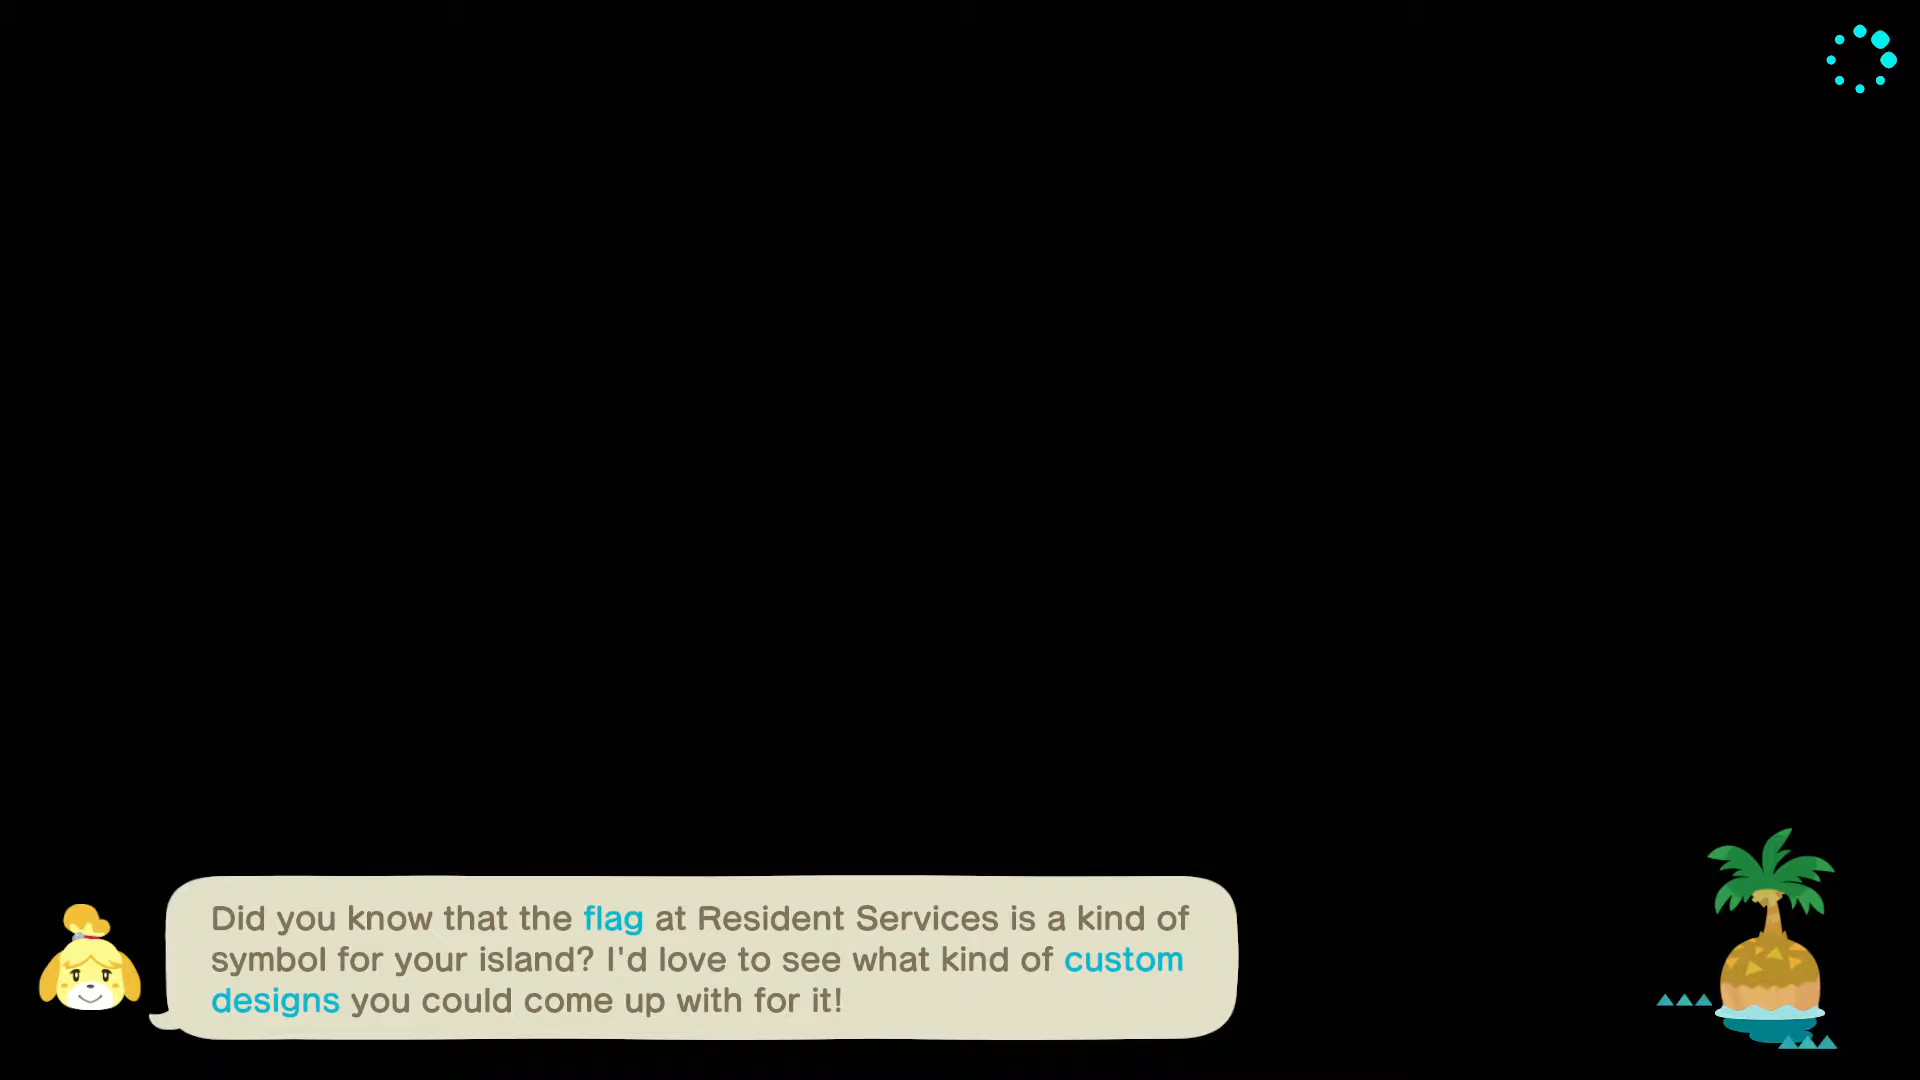 Did you know that the flag at Resident Services is a kind of
symbol for your island? I'd love to see what kind of custom
designs you could come up with for it!